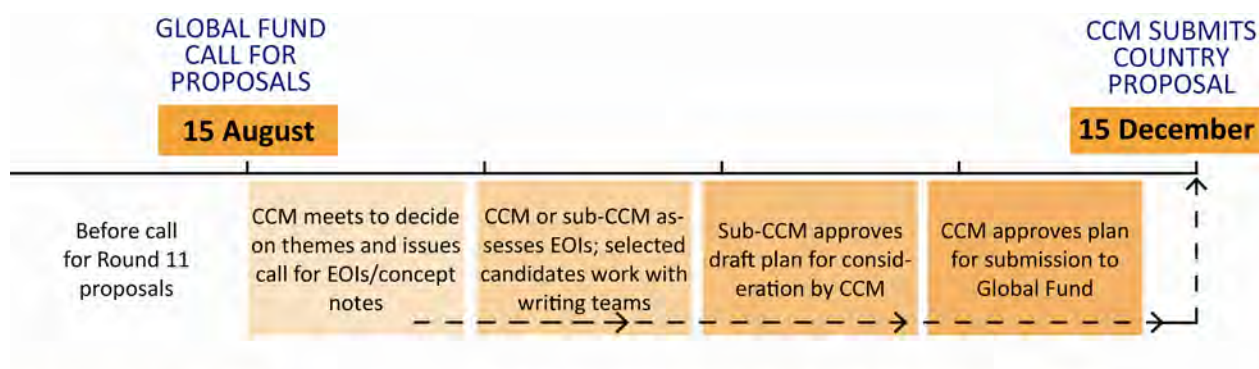 GLOBAL FUND
CALL FOR
PROPOSALS
15 August
CCM SUBMITS
COUNTRY
PROPOSAL
15 December
Before call
for Round 11
proposals
CCM meets to decide
on themes and issues
call for EOIs/concept
notes
CCM or sub-CCM as-
sesses EOIs; selected
candidates work with
writing teams
Sub-CCM approves
draft plan for consid-
eration by CCM
CCM approves plan
for submission to
Global Fund